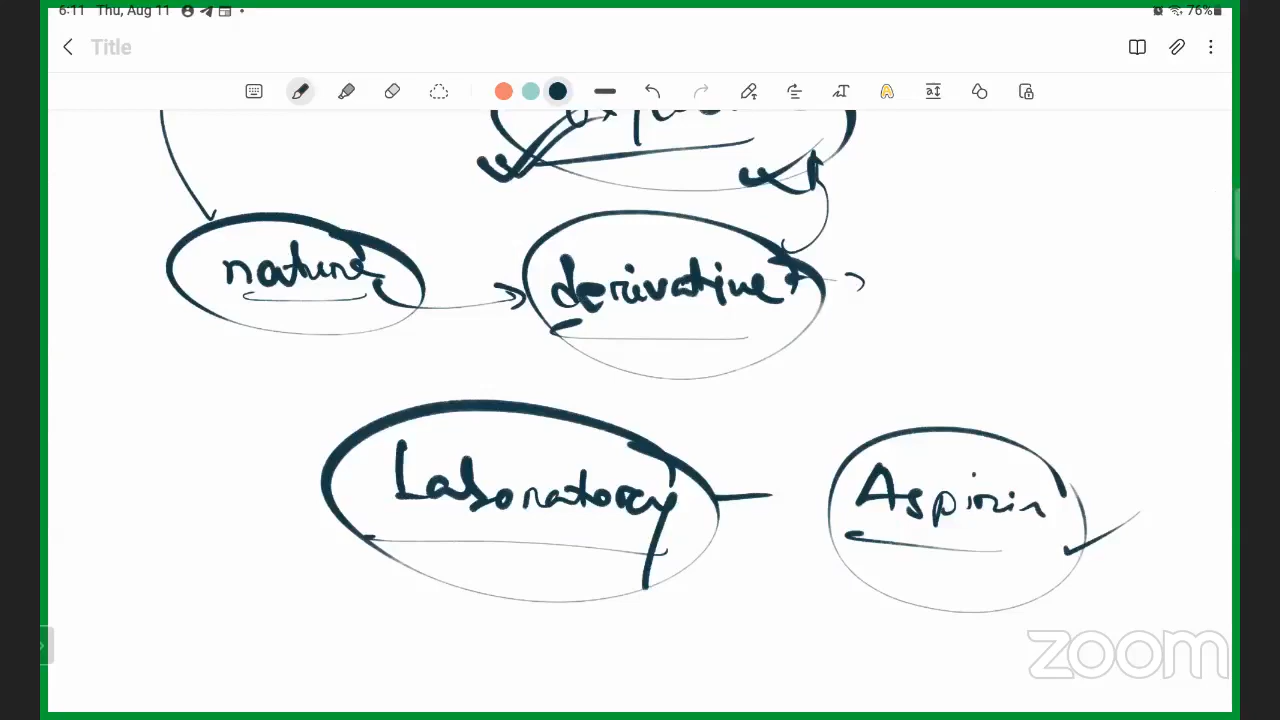 6:11 Thu, Aug 11
76%
Title
nature
derivative
Laboratory
Aspirin
zoom